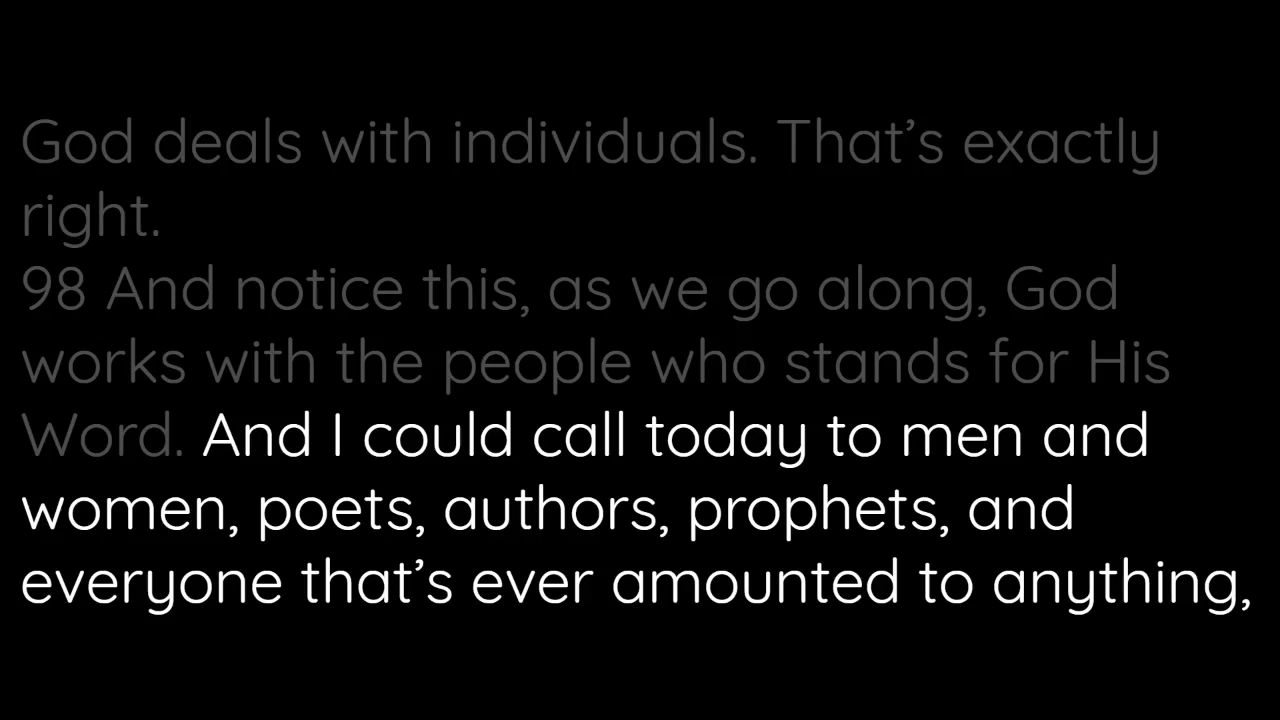 God deals with individuals. That’s exactly
right.
98 And notice this, as we go along, God
works with the people who stands for His
Word. And I could call today to men and
women, poets, authors, prophets, and
everyone that’s ever amounted to anything,